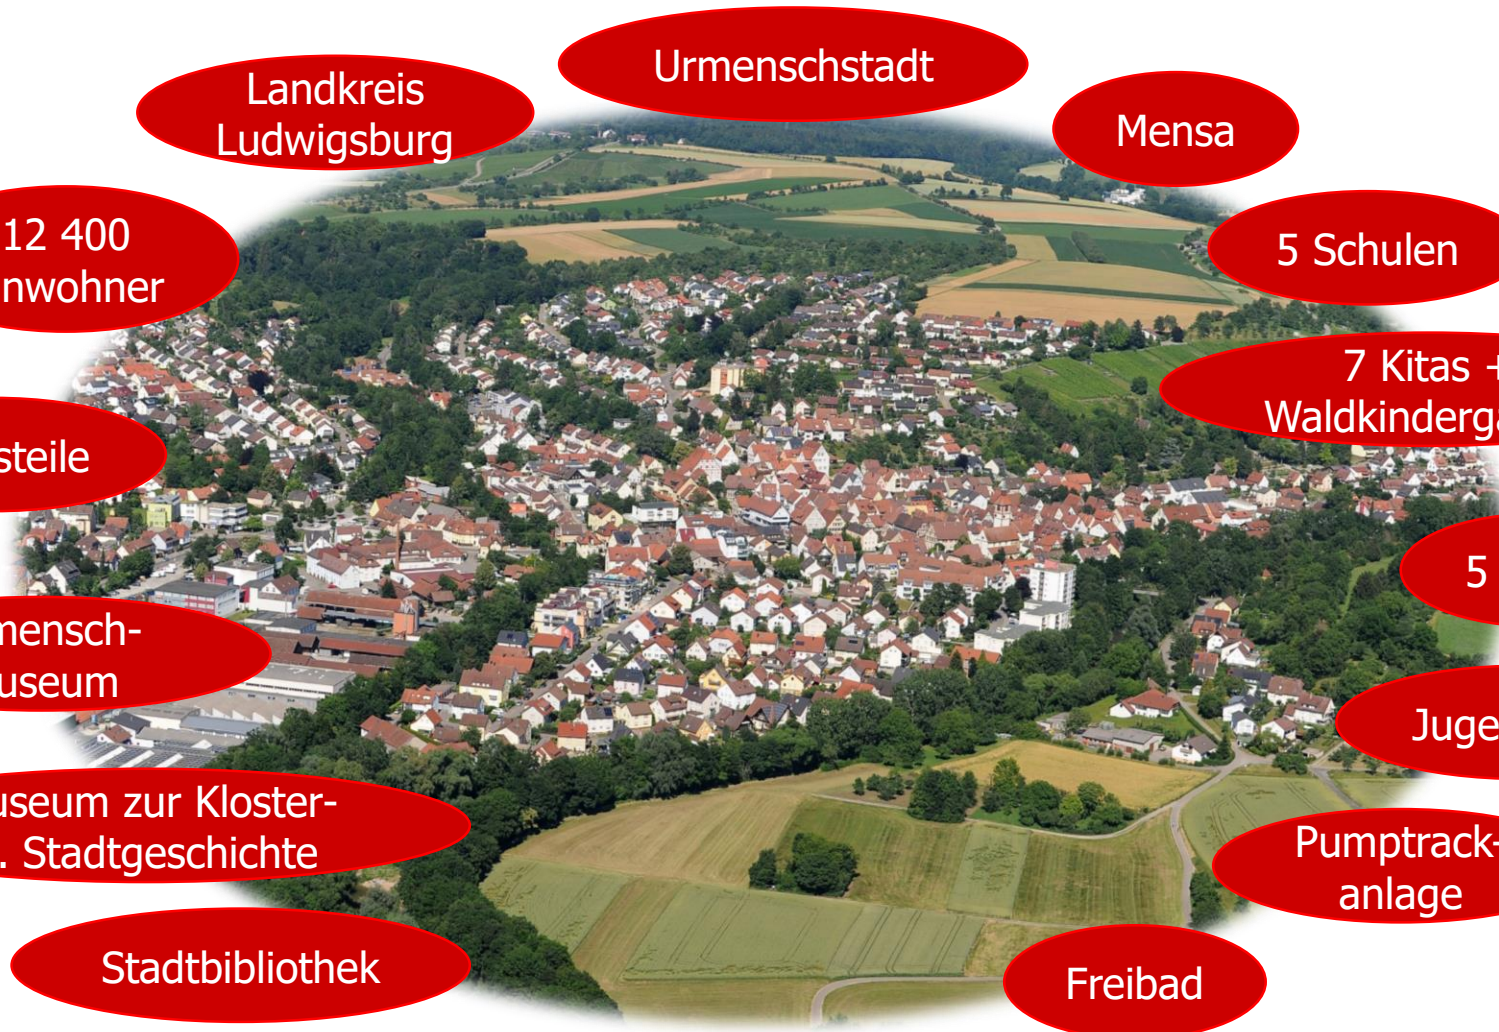 Urmenschstadt
Landkreis
Ludwigsburg
Mensa
12 400
nwohner
5 Schulen
7 Kitas +
Waldkinderga
steile
5
mensch-
useum
Juge
useum zur Kloster-
. Stadtgeschichte
Pumptrack-
anlage
Stadtbibliothek
Freibad